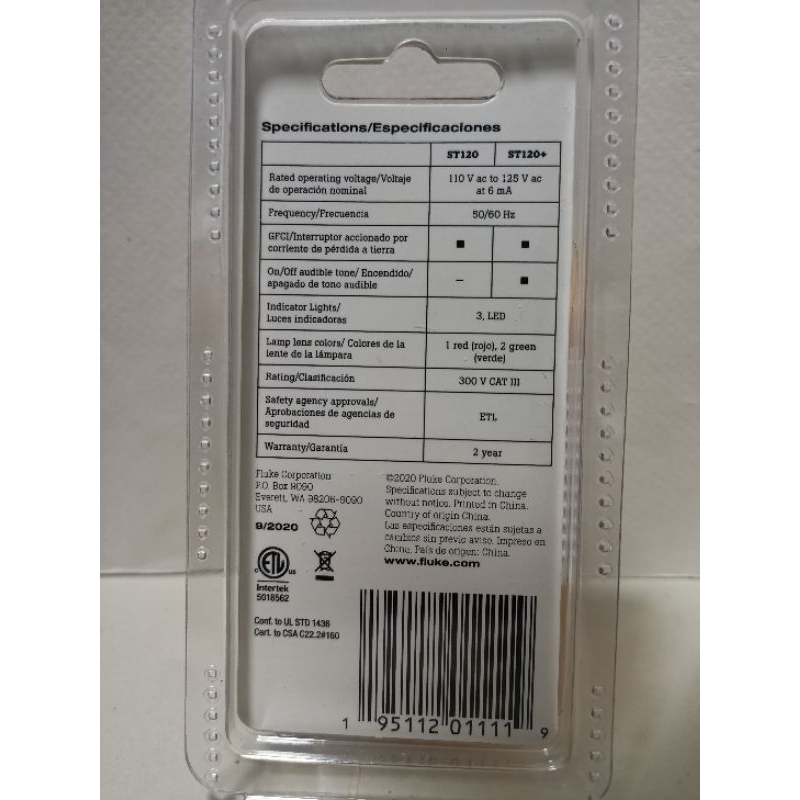 Specifications/Especificaciones
ST120 ST120+
Rated operating voltage/Voltaje
de operación nominal
110 V ac to 125 V ac
at 6 mA
Frequency/Frecuencia
50/60 Hz
GFCI/Interruptor accionado por
corriente de pérdida a tierra
■ ■
On/Off audible tone/ Encendido/
apagado de tono audible
– ■
Indicator Lights/
Luces indicadoras
3, LED
Lamp lens colors/ Colores de la
lente de la lámpara
1 red (rojo), 2 green
(verde)
Rating/Clasificación
300 V CAT III
Safety agency approvals/
Aprobaciones de agencias de
seguridad
ETL
Warranty/Garantía
2 year
Fluke Corporation
P.O. Box 9090
Everett, WA 98206-9090
USA
9/2020
©2020 Fluke Corporation.
Specifications subject to change
without notice. Printed in China.
Country of origin China.
Las especificaciones están sujetas a
cambios sin previo aviso. Impreso en
China. País de origen: China.
www.fluke.com
c ETL us
Intertek
5018562
Conf. to UL STD 1436
Cert. to CSA C22.2#160
1 95112 01111 9